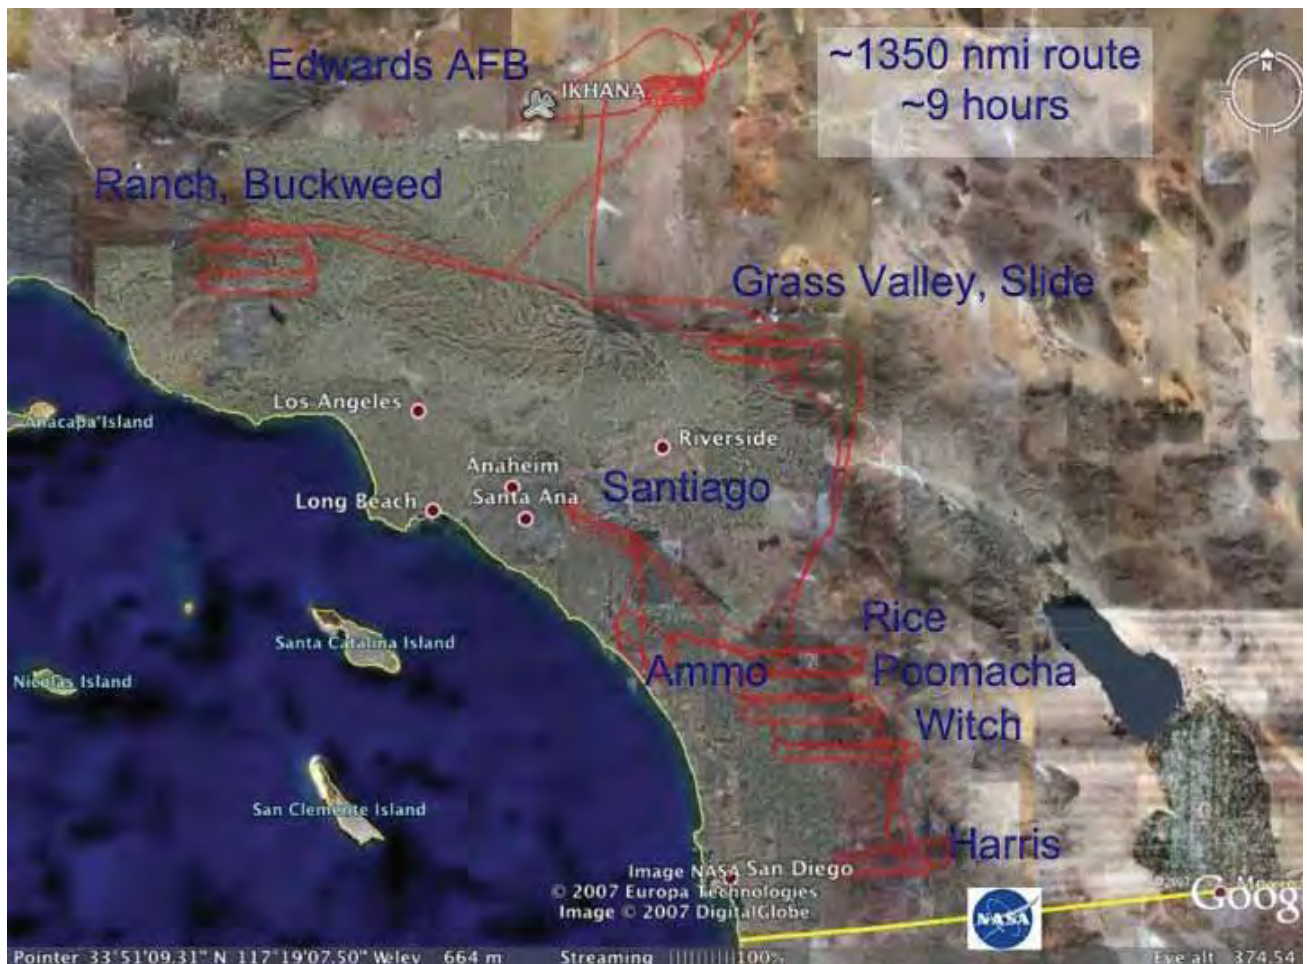 Edwards AFB
IKHANA
~1350 nmi route
~9 hours
N
Ranch, Buckweed
Grass Valley, Slide
Los Angeles
Anacapa Island
Riverside
Anaheim
Santiago
Santa Ana
Long Beach
Rice
Santa Catalina Island
Ammo
Poomacha
Nicolas Island
Witch
San Clemente Island
Harris
Image NASA
San Diego
© 2007 Europa Technologies
Image © 2007 DigitalGlobe
NASA
Goog
Pointer 33°51'09.31" N 117°19'07.50" W elev 664 m
Streaming ||||||||| 100%
Eye alt 374.54